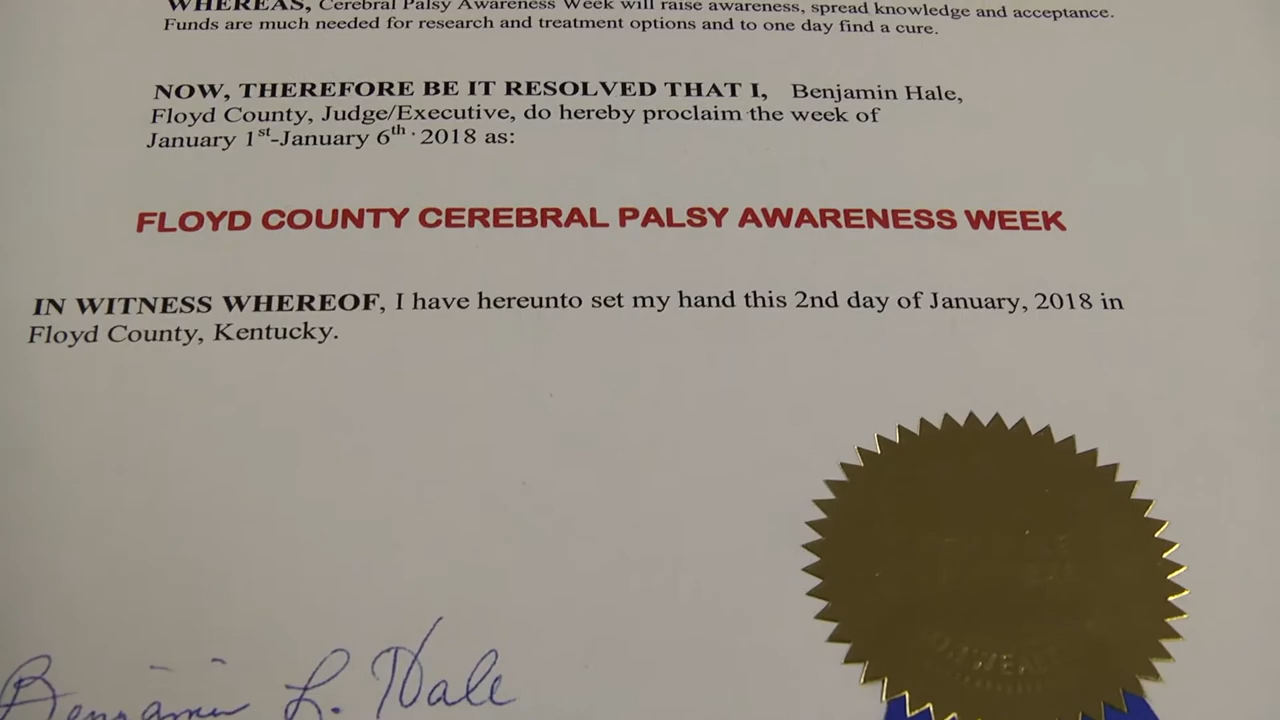 WHEREAS, Cerebral Palsy Awareness Week will raise awareness, spread knowledge and acceptance.
Funds are much needed for research and treatment options and to one day find a cure.
NOW, THEREFORE BE IT RESOLVED THAT I, Benjamin Hale,
Floyd County, Judge/Executive, do hereby proclaim the week of
January 1st-January 6th. 2018 as:
FLOYD COUNTY CEREBRAL PALSY AWARENESS WEEK
IN WITNESS WHEREOF, I have hereunto set my hand this 2nd day of January, 2018 in
Floyd County, Kentucky.
Benjamin L. Hale